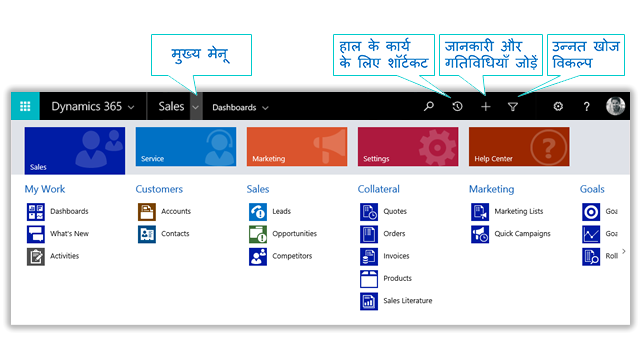 मुख्य मेनू
हाल के कार्य
के लिए शॉर्टकट
जानकारी और
गतिविधियाँ जोड़ें
उन्नत खोज
विकल्प
Dynamics 365
Sales
Dashboards
?
Sales
Service
Marketing
Settings
Help Center
My Work
Customers
Sales
Collateral
Marketing
Goals
Dashboards
Accounts
Leads
Quotes
Marketing Lists
Goa
What's New
Contacts
Opportunities
Orders
Quick Campaigns
Goa
Activities
Competitors
Invoices
Roll
Products
Sales Literature